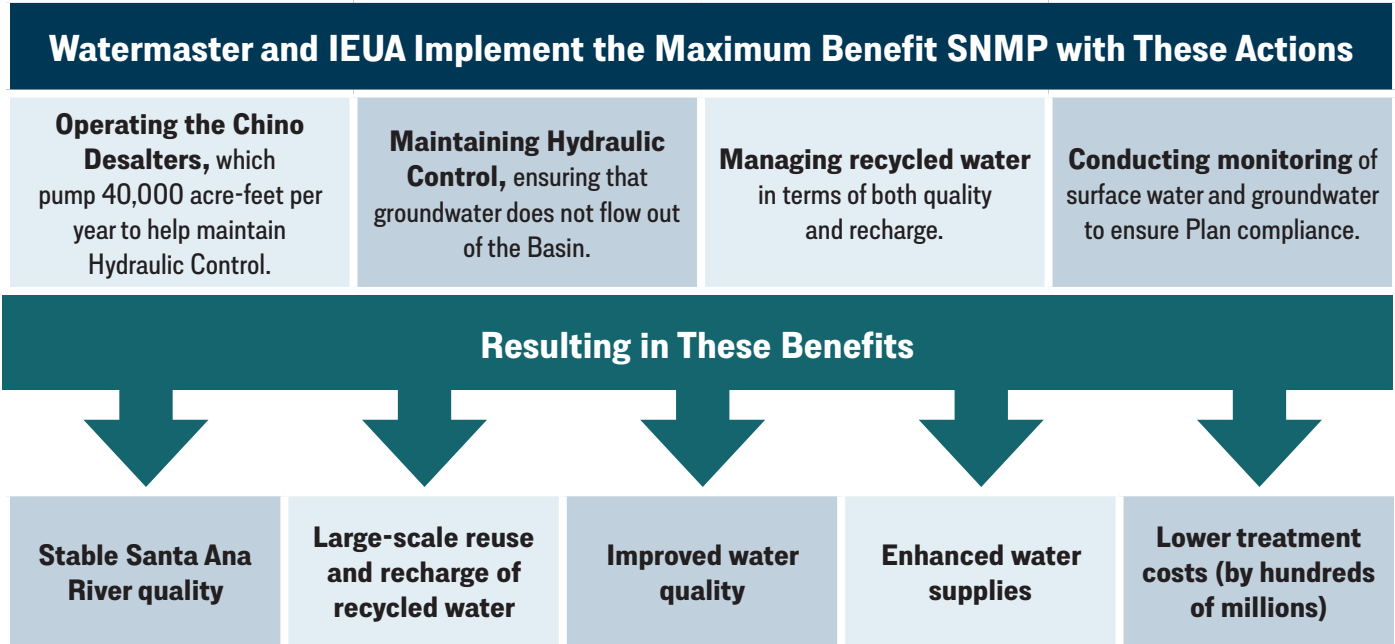 Watermaster and IEUA Implement the Maximum Benefit SNMP with These Actions
Operating the Chino
Desalters, which
pump 40,000 acre-feet per
year to help maintain
Hydraulic Control.
Maintaining Hydraulic
Control, ensuring that
groundwater does not flow out
of the Basin.
Managing recycled water
in terms of both quality
and recharge.
Conducting monitoring of
surface water and groundwater
to ensure Plan compliance.
Resulting in These Benefits
Stable Santa Ana
River quality
Large-scale reuse
and recharge of
recycled water
Improved water
quality
Enhanced water
supplies
Lower treatment
costs (by hundreds
of millions)